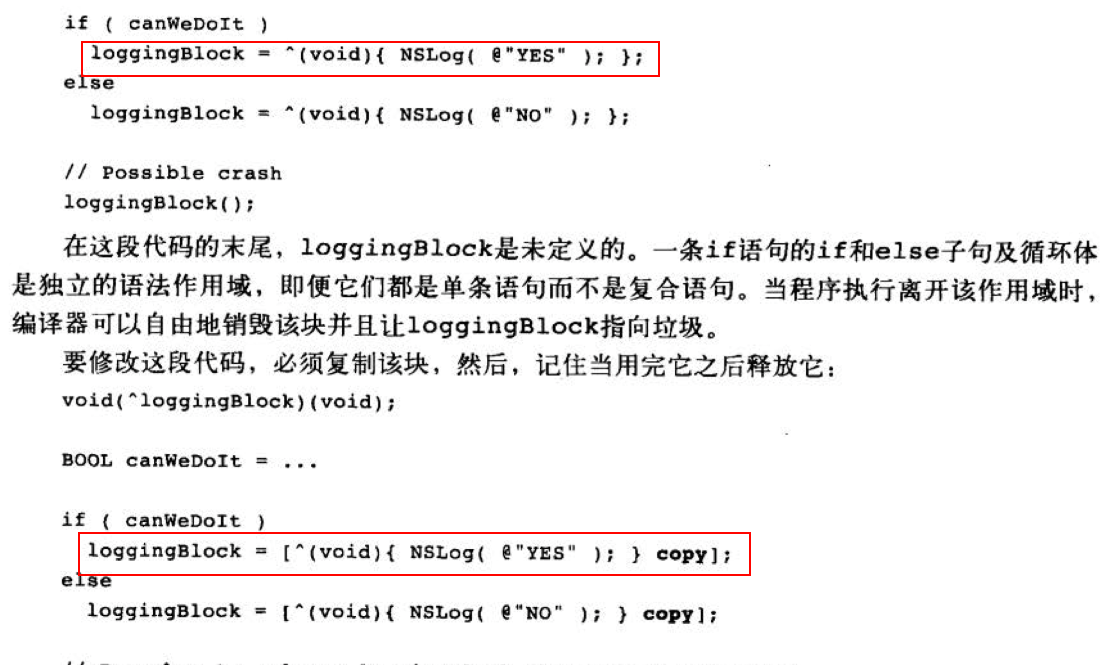 if ( canWeDoIt )
loggingBlock = ^(void){ NSLog( @"YES" ); };
else
loggingBlock = ^(void){ NSLog( @"NO" ); };
// Possible crash
loggingBlock();
在这段代码的末尾，loggingBlock是未定义的。一条if语句的if和else子句及循环体
是独立的语法作用域，即便它们都是单条语句而不是复合语句。当程序执行离开该作用域时，
编译器可以自由地销毁该块并且让loggingBlock指向垃圾。
要修改这段代码，必须复制该块，然后，记住当用完它之后释放它：
void(^loggingBlock)(void);
BOOL canWeDoIt = ...
if ( canWeDoIt )
loggingBlock = [^(void){ NSLog( @"YES" ); } copy];
else
loggingBlock = [^(void){ NSLog( @"NO" ); } copy];